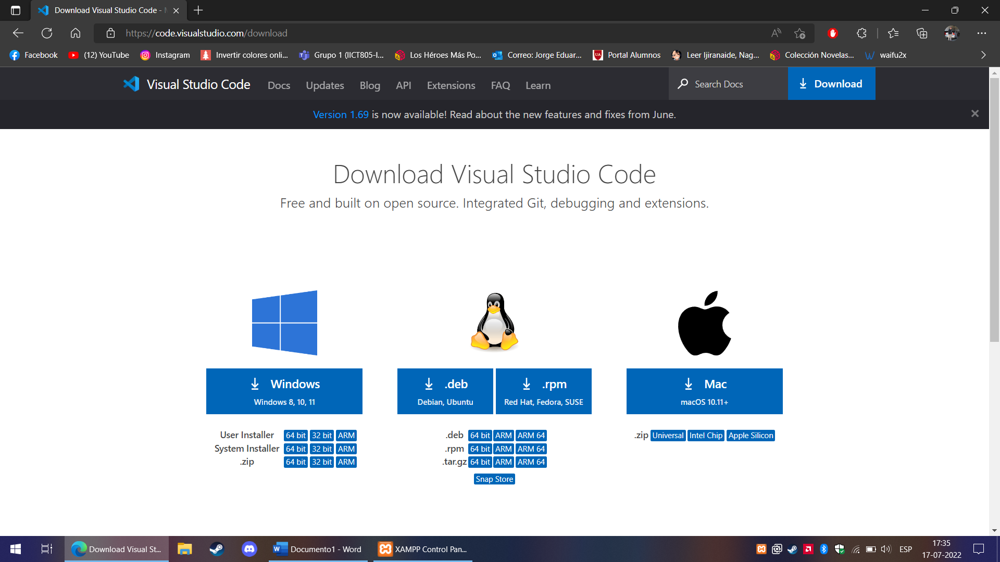 Download Visual Studio Code -
https://code.visualstudio.com/download
Facebook
(12) YouTube
Instagram
Invertir colores onli...
Grupo 1 (IICT805-I...
Los Héroes Más Po...
Correo: Jorge Eduar...
Portal Alumnos
Leer Ijiranaide, Nag...
Colección Novelas...
waifu2x
Visual Studio Code
Docs
Updates
Blog
API
Extensions
FAQ
Learn
Search Docs
Download
Version 1.69 is now available! Read about the new features and fixes from June.
Download Visual Studio Code
Free and built on open source. Integrated Git, debugging and extensions.
Windows
Windows 8, 10, 11
.deb
Debian, Ubuntu
.rpm
Red Hat, Fedora, SUSE
Mac
macOS 10.11+
User Installer 64 bit 32 bit ARM
System Installer 64 bit 32 bit ARM
.zip 64 bit 32 bit ARM
.deb 64 bit ARM ARM 64
.rpm 64 bit ARM ARM 64
.tar.gz 64 bit ARM ARM 64
Snap Store
.zip Universal Intel Chip Apple Silicon
Download Visual St...
Documento1 - Word
XAMPP Control Pan...
ESP
17:35
17-07-2022